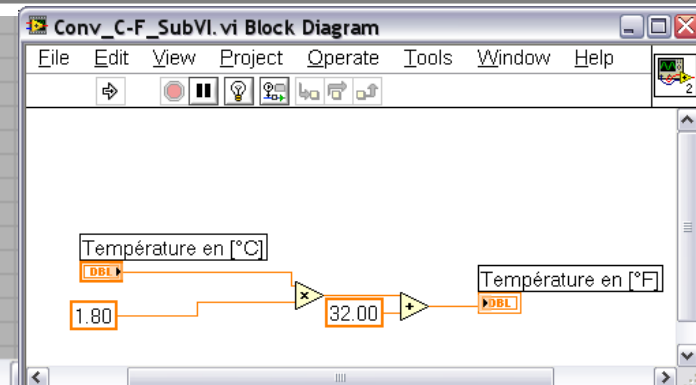 Conv_C-F_SubVI.vi Block Diagram
File Edit View Project Operate Tools Window Help
2
Température en [°C]
DBL
Température en [°F]
DBL
1.80
×
32.00
+